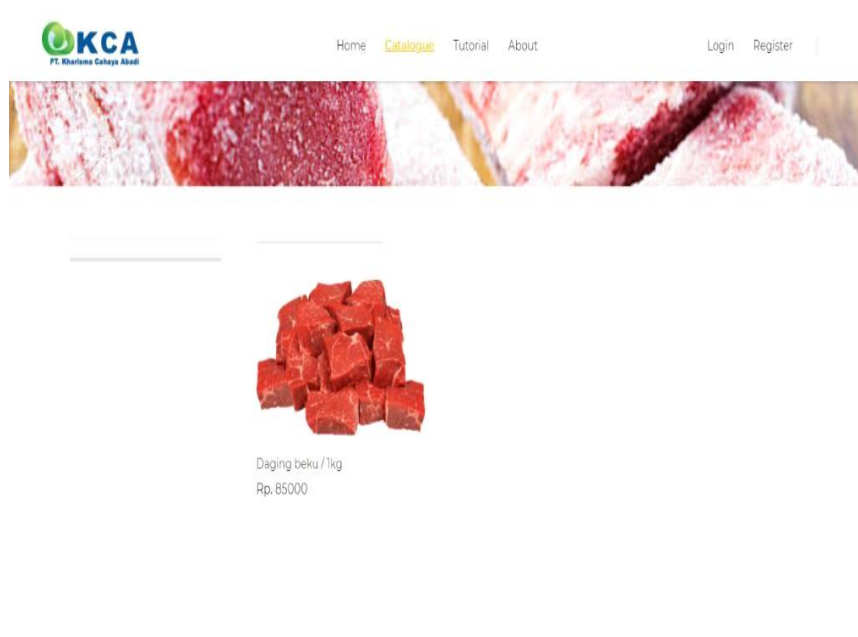 KCA
PT. Kharisma Cahaya Abadi
Home Catalogue Tutorial About Login Register
Daging beku / 1kg
Rp. 85000